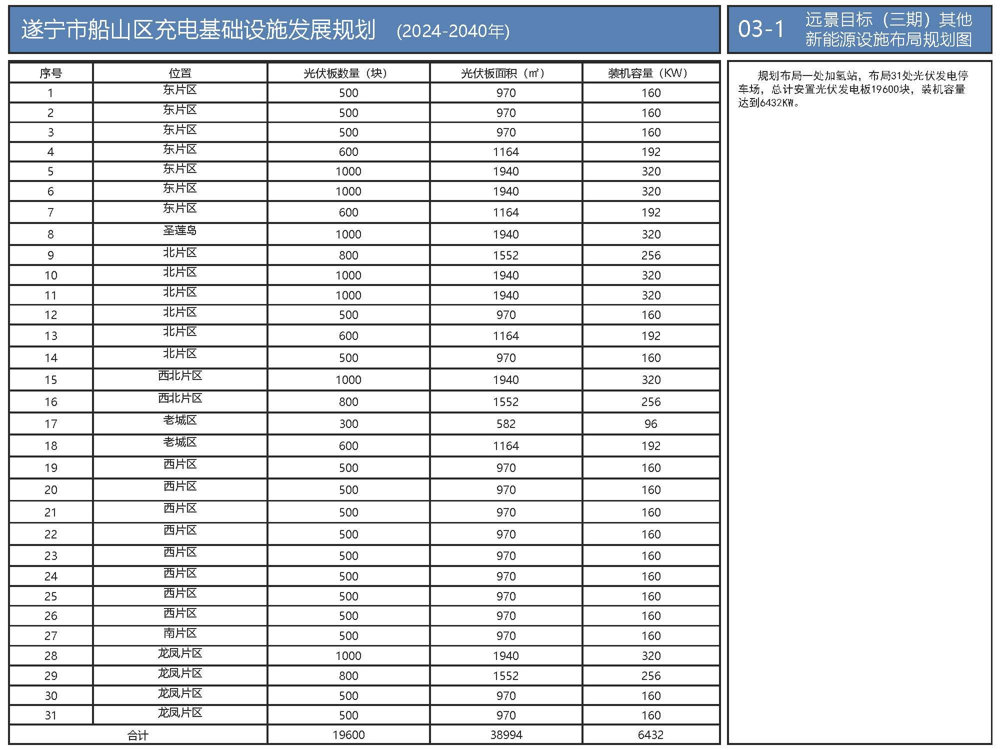 遂宁市船山区充电基础设施发展规划 (2024-2040年)
03-1 远景目标（三期）其他
新能源设施布局规划图
序号 位置 光伏板数量（块） 光伏板面积（㎡） 装机容量（KW）
1 东片区 500 970 160
2 东片区 500 970 160
3 东片区 500 970 160
4 东片区 600 1164 192
5 东片区 1000 1940 320
6 东片区 1000 1940 320
7 东片区 600 1164 192
8 圣莲岛 1000 1940 320
9 北片区 800 1552 256
10 北片区 1000 1940 320
11 北片区 1000 1940 320
12 北片区 500 970 160
13 北片区 600 1164 192
14 北片区 500 970 160
15 西北片区 1000 1940 320
16 西北片区 800 1552 256
17 老城区 300 582 96
18 老城区 600 1164 192
19 西片区 500 970 160
20 西片区 500 970 160
21 西片区 500 970 160
22 西片区 500 970 160
23 西片区 500 970 160
24 西片区 500 970 160
25 西片区 500 970 160
26 西片区 500 970 160
27 南片区 500 970 160
28 龙凤片区 1000 1940 320
29 龙凤片区 800 1552 256
30 龙凤片区 500 970 160
31 龙凤片区 500 970 160
合计 19600 38994 6432
规划布局一处加氢站，布局31处光伏发电停
车场，总计安置光伏发电板19600块，装机容量
达到6432KW。